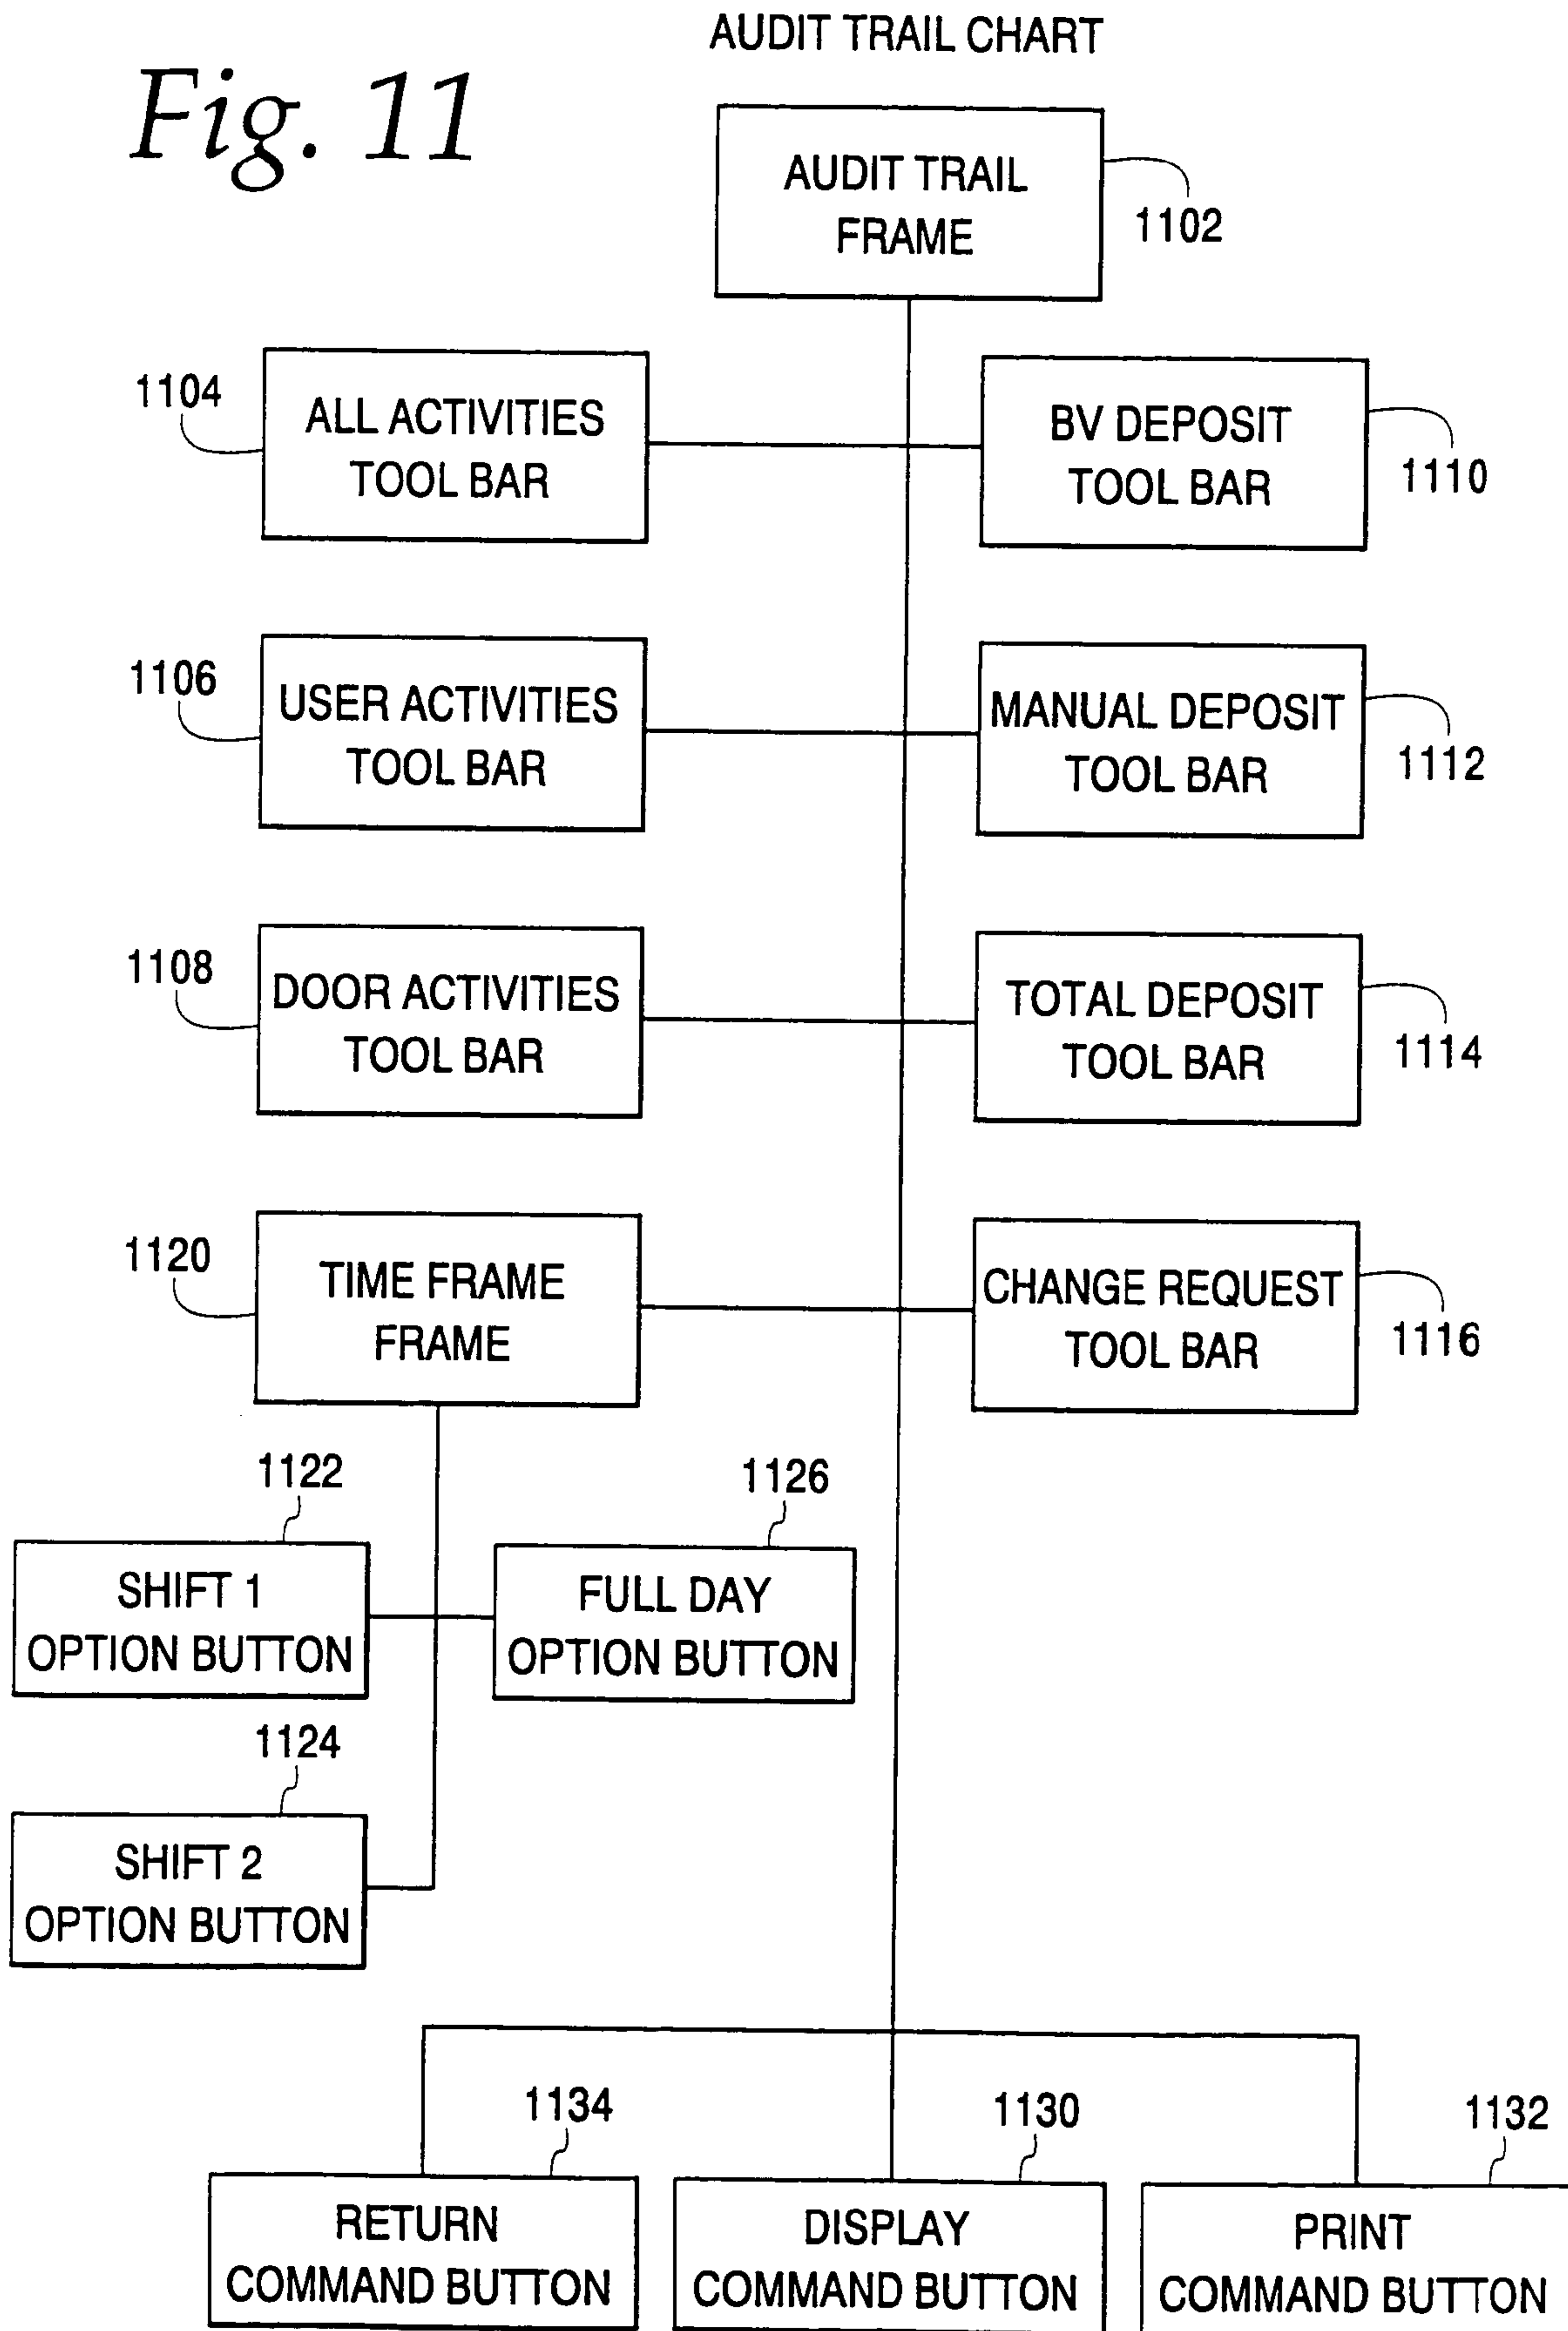 AUDIT TRAIL CHART
Fig. 11
AUDIT TRAIL
FRAME
1102
1104
ALL ACTIVITIES
TOOL BAR
BV DEPOSIT
TOOL BAR
1110
1106
USER ACTIVITIES
TOOL BAR
MANUAL DEPOSIT
TOOL BAR
1112
1108
DOOR ACTIVITIES
TOOL BAR
TOTAL DEPOSIT
TOOL BAR
1114
1120
TIME FRAME
FRAME
CHANGE REQUEST
TOOL BAR
1116
1122
SHIFT 1
OPTION BUTTON
1126
FULL DAY
OPTION BUTTON
1124
SHIFT 2
OPTION BUTTON
1134
RETURN
COMMAND BUTTON
1130
DISPLAY
COMMAND BUTTON
1132
PRINT
COMMAND BUTTON